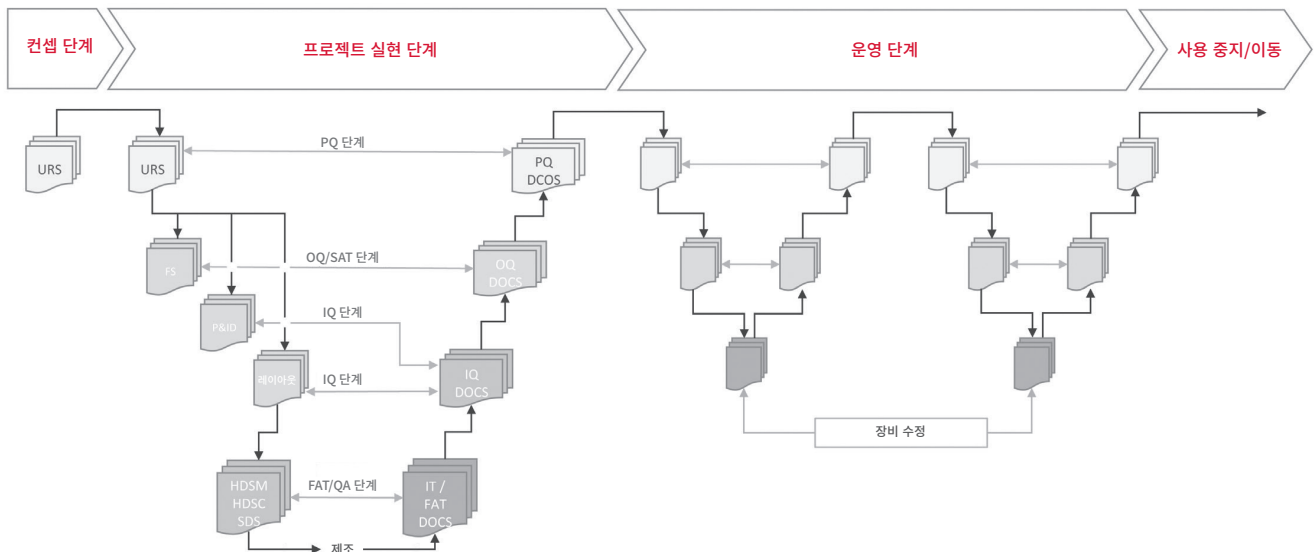 컨셉 단계
프로젝트 실현 단계
운영 단계
사용 중지/이동
URS
URS
PQ 단계
PQ
DCOS
FS
OQ/SAT 단계
OQ
DOCS
P&ID
IQ 단계
레이아웃
IQ 단계
IQ
DOCS
장비 수정
HDSM
HDSC
SDS
FAT/QA 단계
IT /
FAT
DOCS
제조